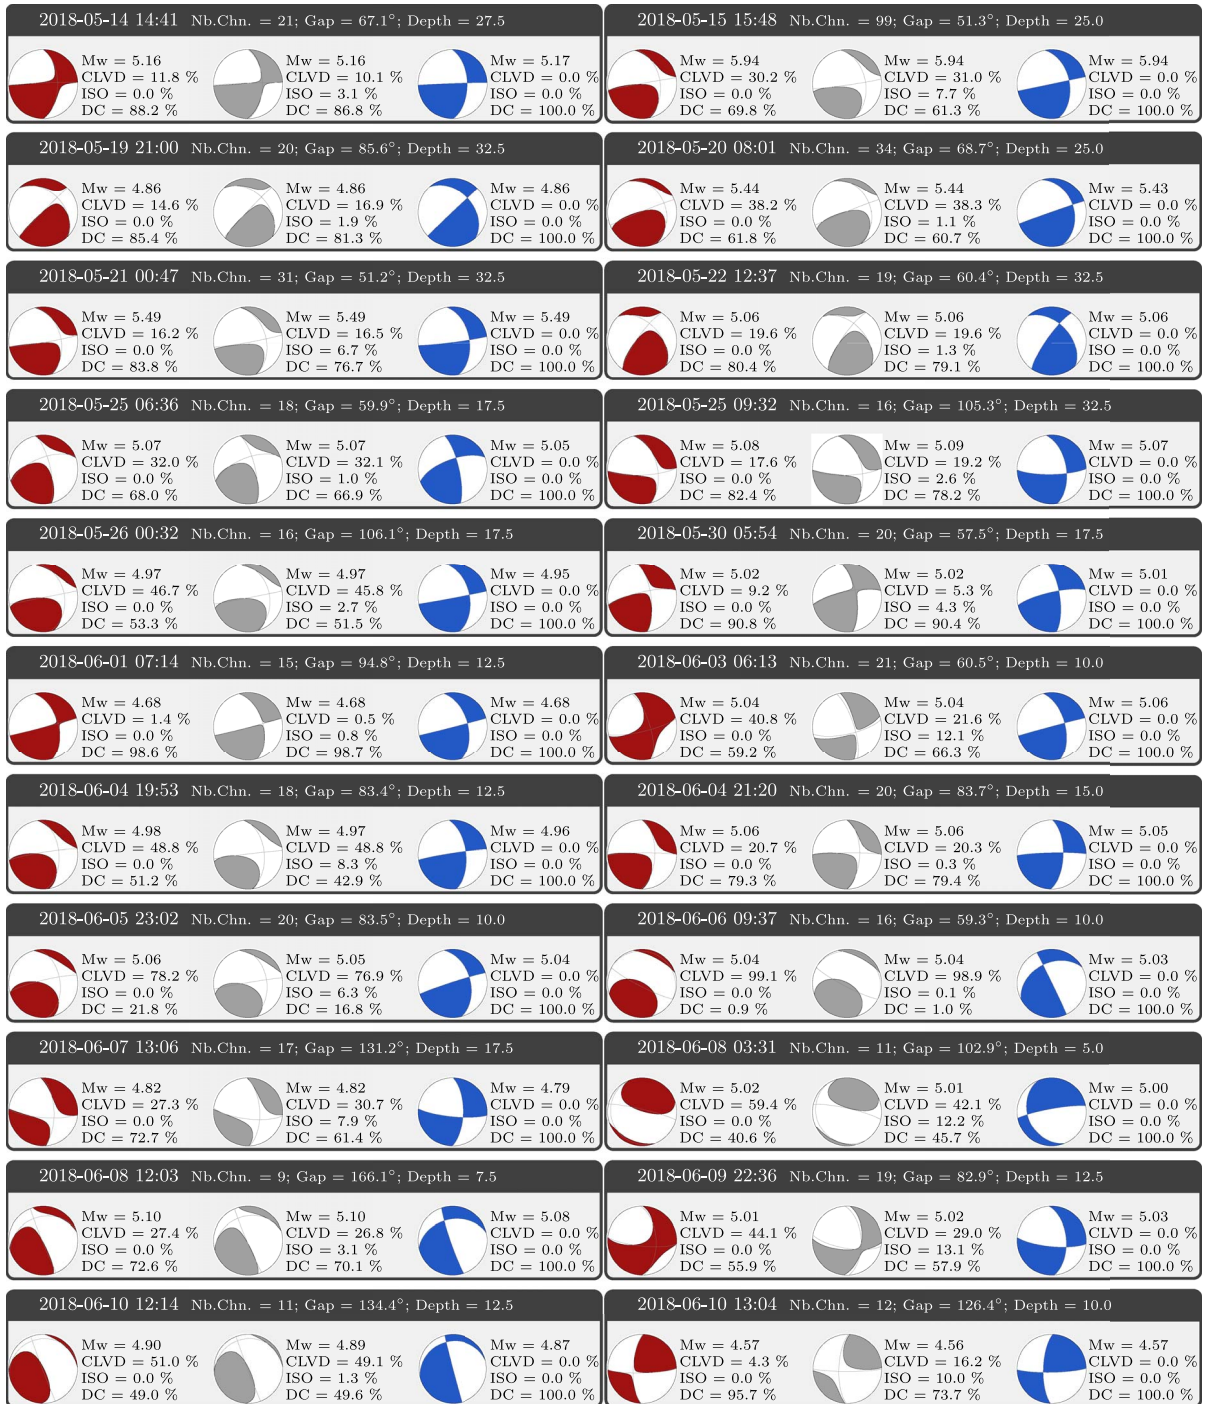 2018-05-14 14:41 Nb.Chn. = 21; Gap = 67.1°; Depth = 27.5
Mw = 5.16
CLVD = 11.8 %
ISO = 0.0 %
DC = 88.2 %
Mw = 5.16
CLVD = 10.1 %
ISO = 3.1 %
DC = 86.8 %
Mw = 5.17
CLVD = 0.0 %
ISO = 0.0 %
DC = 100.0 %
2018-05-15 15:48 Nb.Chn. = 99; Gap = 51.3°; Depth = 25.0
Mw = 5.94
CLVD = 30.2 %
ISO = 0.0 %
DC = 69.8 %
Mw = 5.94
CLVD = 31.0 %
ISO = 7.7 %
DC = 61.3 %
Mw = 5.94
CLVD = 0.0 %
ISO = 0.0 %
DC = 100.0 %
2018-05-19 21:00 Nb.Chn. = 20; Gap = 85.6°; Depth = 32.5
Mw = 4.86
CLVD = 14.6 %
ISO = 0.0 %
DC = 85.4 %
Mw = 4.86
CLVD = 16.9 %
ISO = 1.9 %
DC = 81.3 %
Mw = 4.86
CLVD = 0.0 %
ISO = 0.0 %
DC = 100.0 %
2018-05-20 08:01 Nb.Chn. = 34; Gap = 68.7°; Depth = 25.0
Mw = 5.44
CLVD = 38.2 %
ISO = 0.0 %
DC = 61.8 %
Mw = 5.44
CLVD = 38.3 %
ISO = 1.1 %
DC = 60.7 %
Mw = 5.43
CLVD = 0.0 %
ISO = 0.0 %
DC = 100.0 %
2018-05-21 00:47 Nb.Chn. = 31; Gap = 51.2°; Depth = 32.5
Mw = 5.49
CLVD = 16.2 %
ISO = 0.0 %
DC = 83.8 %
Mw = 5.49
CLVD = 16.5 %
ISO = 6.7 %
DC = 76.7 %
Mw = 5.49
CLVD = 0.0 %
ISO = 0.0 %
DC = 100.0 %
2018-05-22 12:37 Nb.Chn. = 19; Gap = 60.4°; Depth = 32.5
Mw = 5.06
CLVD = 19.6 %
ISO = 0.0 %
DC = 80.4 %
Mw = 5.06
CLVD = 19.6 %
ISO = 1.3 %
DC = 79.1 %
Mw = 5.06
CLVD = 0.0 %
ISO = 0.0 %
DC = 100.0 %
2018-05-25 06:36 Nb.Chn. = 18; Gap = 59.9°; Depth = 17.5
Mw = 5.07
CLVD = 32.0 %
ISO = 0.0 %
DC = 68.0 %
Mw = 5.07
CLVD = 32.1 %
ISO = 1.0 %
DC = 66.9 %
Mw = 5.05
CLVD = 0.0 %
ISO = 0.0 %
DC = 100.0 %
2018-05-25 09:32 Nb.Chn. = 16; Gap = 105.3°; Depth = 32.5
Mw = 5.08
CLVD = 17.6 %
ISO = 0.0 %
DC = 82.4 %
Mw = 5.09
CLVD = 19.2 %
ISO = 2.6 %
DC = 78.2 %
Mw = 5.07
CLVD = 0.0 %
ISO = 0.0 %
DC = 100.0 %
2018-05-26 00:32 Nb.Chn. = 16; Gap = 106.1°; Depth = 17.5
Mw = 4.97
CLVD = 46.7 %
ISO = 0.0 %
DC = 53.3 %
Mw = 4.97
CLVD = 45.8 %
ISO = 2.7 %
DC = 51.5 %
Mw = 4.95
CLVD = 0.0 %
ISO = 0.0 %
DC = 100.0 %
2018-05-30 05:54 Nb.Chn. = 20; Gap = 57.5°; Depth = 17.5
Mw = 5.02
CLVD = 9.2 %
ISO = 0.0 %
DC = 90.8 %
Mw = 5.02
CLVD = 5.3 %
ISO = 4.3 %
DC = 90.4 %
Mw = 5.01
CLVD = 0.0 %
ISO = 0.0 %
DC = 100.0 %
2018-06-01 07:14 Nb.Chn. = 15; Gap = 94.8°; Depth = 12.5
Mw = 4.68
CLVD = 1.4 %
ISO = 0.0 %
DC = 98.6 %
Mw = 4.68
CLVD = 0.5 %
ISO = 0.8 %
DC = 98.7 %
Mw = 4.68
CLVD = 0.0 %
ISO = 0.0 %
DC = 100.0 %
2018-06-03 06:13 Nb.Chn. = 21; Gap = 60.5°; Depth = 10.0
Mw = 5.04
CLVD = 40.8 %
ISO = 0.0 %
DC = 59.2 %
Mw = 5.04
CLVD = 21.6 %
ISO = 12.1 %
DC = 66.3 %
Mw = 5.06
CLVD = 0.0 %
ISO = 0.0 %
DC = 100.0 %
2018-06-04 19:53 Nb.Chn. = 18; Gap = 83.4°; Depth = 12.5
Mw = 4.98
CLVD = 48.8 %
ISO = 0.0 %
DC = 51.2 %
Mw = 4.97
CLVD = 48.8 %
ISO = 8.3 %
DC = 42.9 %
Mw = 4.96
CLVD = 0.0 %
ISO = 0.0 %
DC = 100.0 %
2018-06-04 21:20 Nb.Chn. = 20; Gap = 83.7°; Depth = 15.0
Mw = 5.06
CLVD = 20.7 %
ISO = 0.0 %
DC = 79.3 %
Mw = 5.06
CLVD = 20.3 %
ISO = 0.3 %
DC = 79.4 %
Mw = 5.05
CLVD = 0.0 %
ISO = 0.0 %
DC = 100.0 %
2018-06-05 23:02 Nb.Chn. = 20; Gap = 83.5°; Depth = 10.0
Mw = 5.06
CLVD = 78.2 %
ISO = 0.0 %
DC = 21.8 %
Mw = 5.05
CLVD = 76.9 %
ISO = 6.3 %
DC = 16.8 %
Mw = 5.04
CLVD = 0.0 %
ISO = 0.0 %
DC = 100.0 %
2018-06-06 09:37 Nb.Chn. = 16; Gap = 59.3°; Depth = 10.0
Mw = 5.04
CLVD = 99.1 %
ISO = 0.0 %
DC = 0.9 %
Mw = 5.04
CLVD = 98.9 %
ISO = 0.1 %
DC = 1.0 %
Mw = 5.03
CLVD = 0.0 %
ISO = 0.0 %
DC = 100.0 %
2018-06-07 13:06 Nb.Chn. = 17; Gap = 131.2°; Depth = 17.5
Mw = 4.82
CLVD = 27.3 %
ISO = 0.0 %
DC = 72.7 %
Mw = 4.82
CLVD = 30.7 %
ISO = 7.9 %
DC = 61.4 %
Mw = 4.79
CLVD = 0.0 %
ISO = 0.0 %
DC = 100.0 %
2018-06-08 03:31 Nb.Chn. = 11; Gap = 102.9°; Depth = 5.0
Mw = 5.02
CLVD = 59.4 %
ISO = 0.0 %
DC = 40.6 %
Mw = 5.01
CLVD = 42.1 %
ISO = 12.2 %
DC = 45.7 %
Mw = 5.00
CLVD = 0.0 %
ISO = 0.0 %
DC = 100.0 %
2018-06-08 12:03 Nb.Chn. = 9; Gap = 166.1°; Depth = 7.5
Mw = 5.10
CLVD = 27.4 %
ISO = 0.0 %
DC = 72.6 %
Mw = 5.10
CLVD = 26.8 %
ISO = 3.1 %
DC = 70.1 %
Mw = 5.08
CLVD = 0.0 %
ISO = 0.0 %
DC = 100.0 %
2018-06-09 22:36 Nb.Chn. = 19; Gap = 82.9°; Depth = 12.5
Mw = 5.01
CLVD = 44.1 %
ISO = 0.0 %
DC = 55.9 %
Mw = 5.02
CLVD = 29.0 %
ISO = 13.1 %
DC = 57.9 %
Mw = 5.03
CLVD = 0.0 %
ISO = 0.0 %
DC = 100.0 %
2018-06-10 12:14 Nb.Chn. = 11; Gap = 134.4°; Depth = 12.5
Mw = 4.90
CLVD = 51.0 %
ISO = 0.0 %
DC = 49.0 %
Mw = 4.89
CLVD = 49.1 %
ISO = 1.3 %
DC = 49.6 %
Mw = 4.87
CLVD = 0.0 %
ISO = 0.0 %
DC = 100.0 %
2018-06-10 13:04 Nb.Chn. = 12; Gap = 126.4°; Depth = 10.0
Mw = 4.57
CLVD = 4.3 %
ISO = 0.0 %
DC = 95.7 %
Mw = 4.56
CLVD = 16.2 %
ISO = 10.0 %
DC = 73.7 %
Mw = 4.57
CLVD = 0.0 %
ISO = 0.0 %
DC = 100.0 %